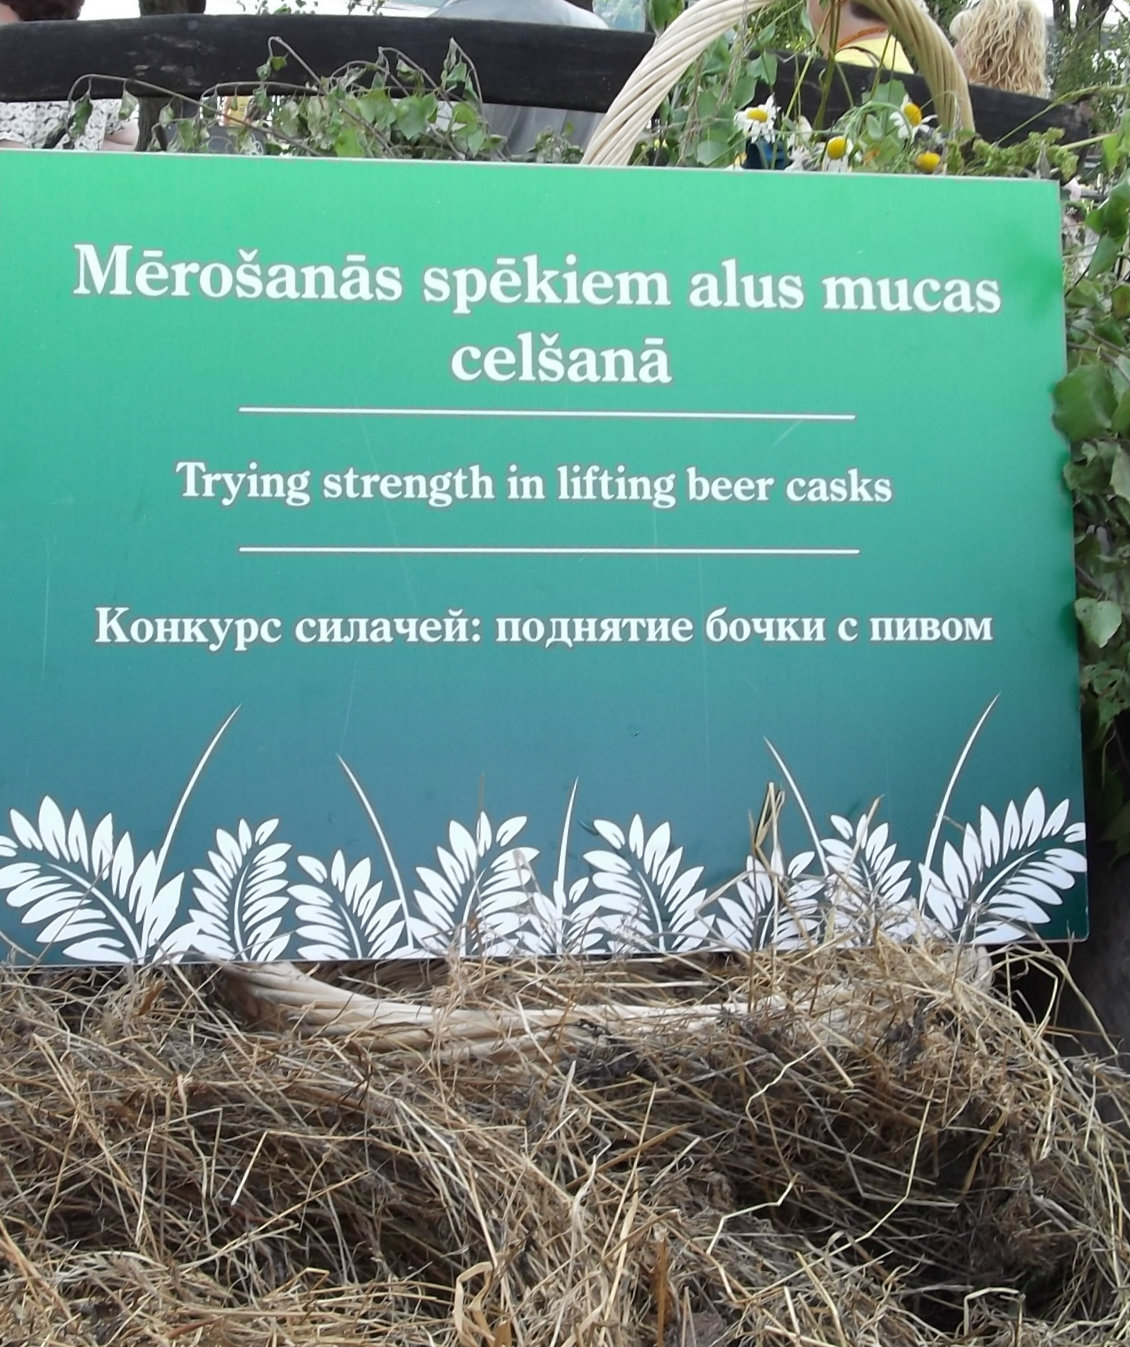 Mērošanās spēkiem alus mucas
celšanā
Trying strength in lifting beer casks
Конкурс силачей: поднятие бочки с пивом